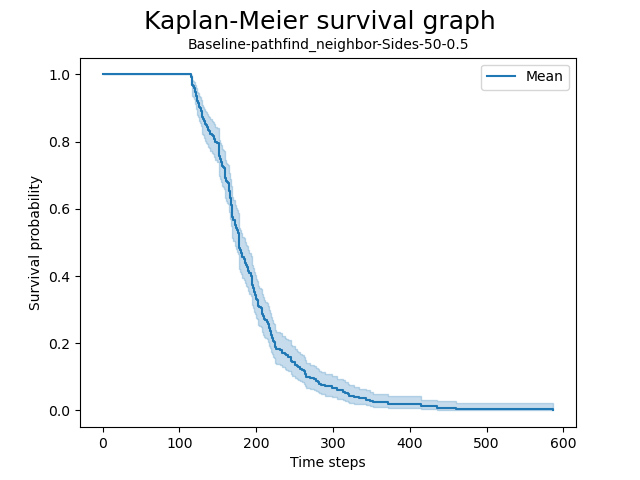 Kaplan-Meier survival graph
Baseline-pathfind_neighbor-Sides-50-0.5
Mean
1.0
0.8
0.6
0.4
0.2
0.0
Survival probability
0 100 200 300 400 500 600
Time steps